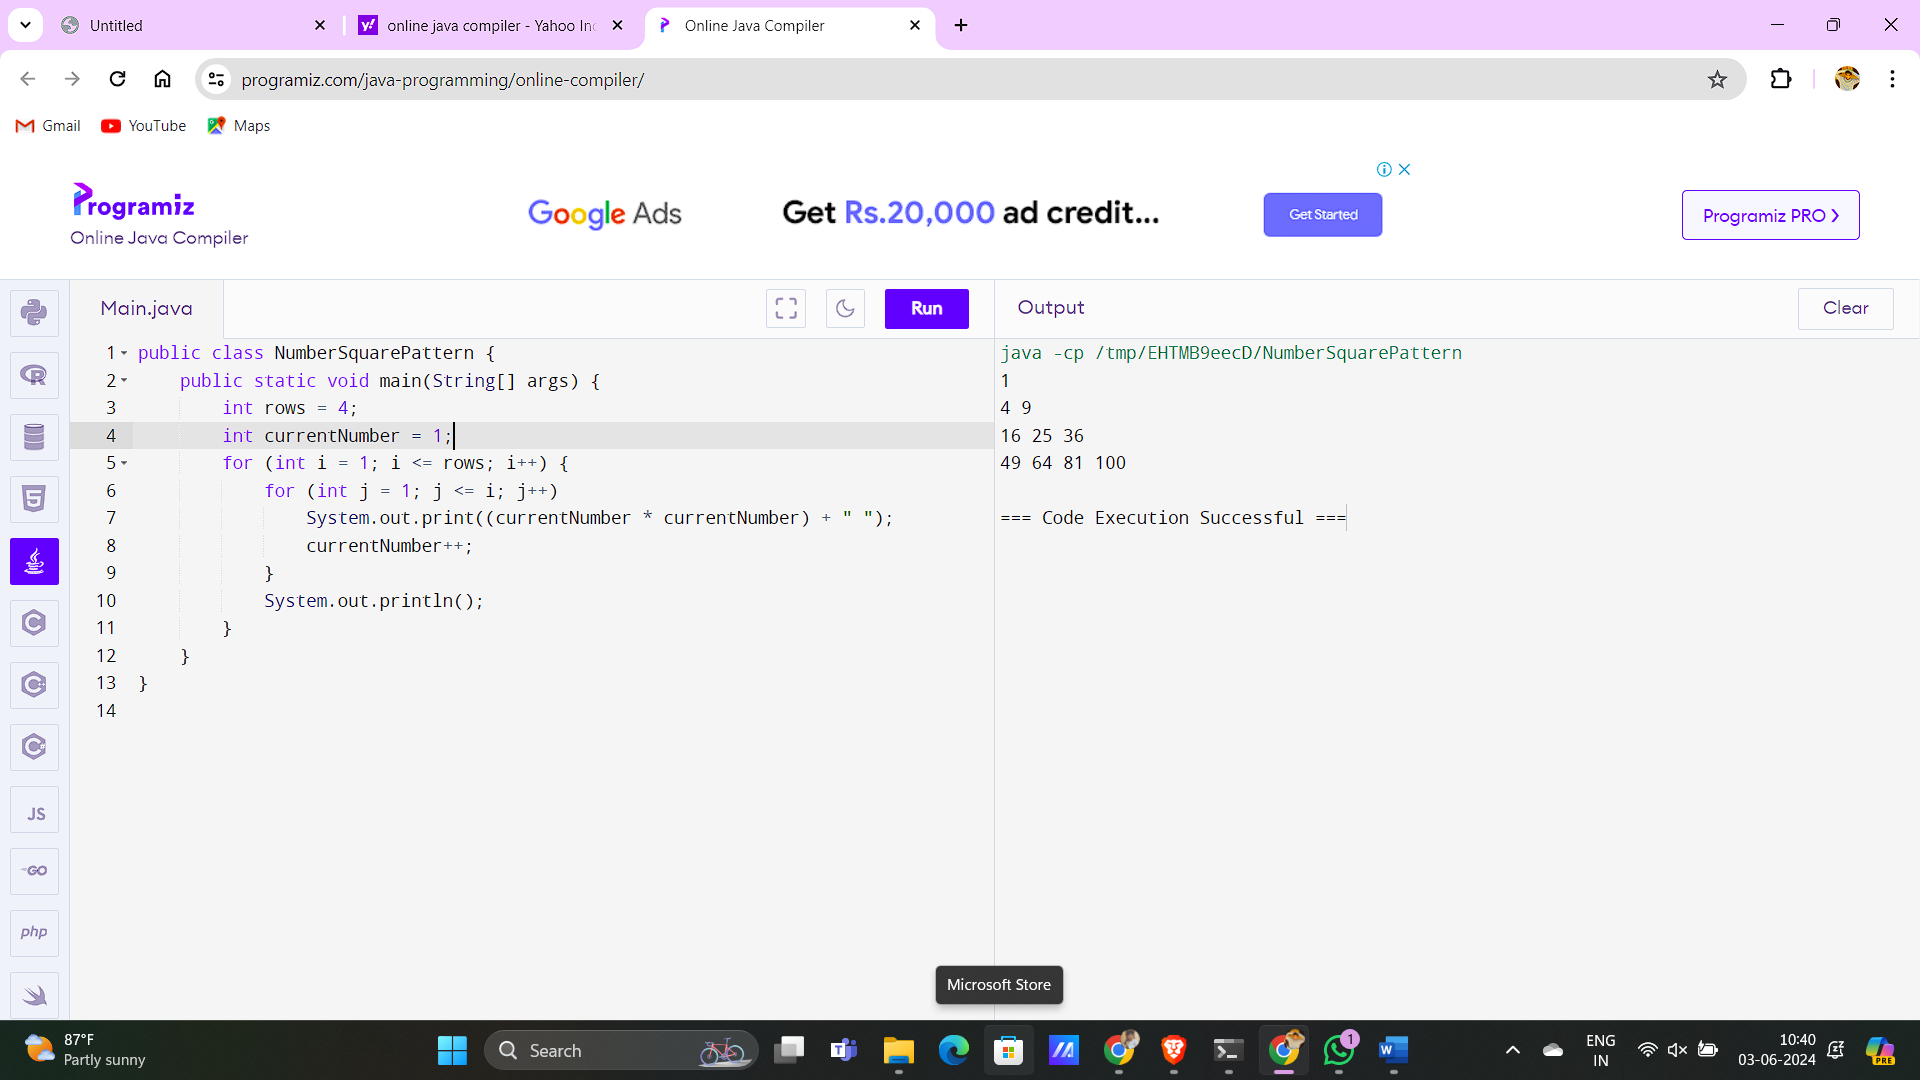 Untitled
online java compiler - Yahoo In
Online Java Compiler
programiz.com/java-programming/online-compiler/
Gmail
YouTube
Maps
Programiz
Online Java Compiler
Google Ads
Get Rs.20,000 ad credit...
Get Started
Programiz PRO >
Main.java
Run
Output
Clear
1 public class NumberSquarePattern {
2     public static void main(String[] args) {
3         int rows = 4;
4         int currentNumber = 1;
5         for (int i = 1; i <= rows; i++) {
6             for (int j = 1; j <= i; j++)
7                 System.out.print((currentNumber * currentNumber) + " ");
8                 currentNumber++;
9             }
10             System.out.println();
11         }
12     }
13 }
14
java -cp /tmp/EHTMB9eecD/NumberSquarePattern
1
4 9
16 25 36
49 64 81 100
=== Code Execution Successful ===
R
5
C
C
C
JS
GO
php
Microsoft Store
87°F
Partly sunny
Search
T
W
1
ENG
IN
10:40
03-06-2024
PRE